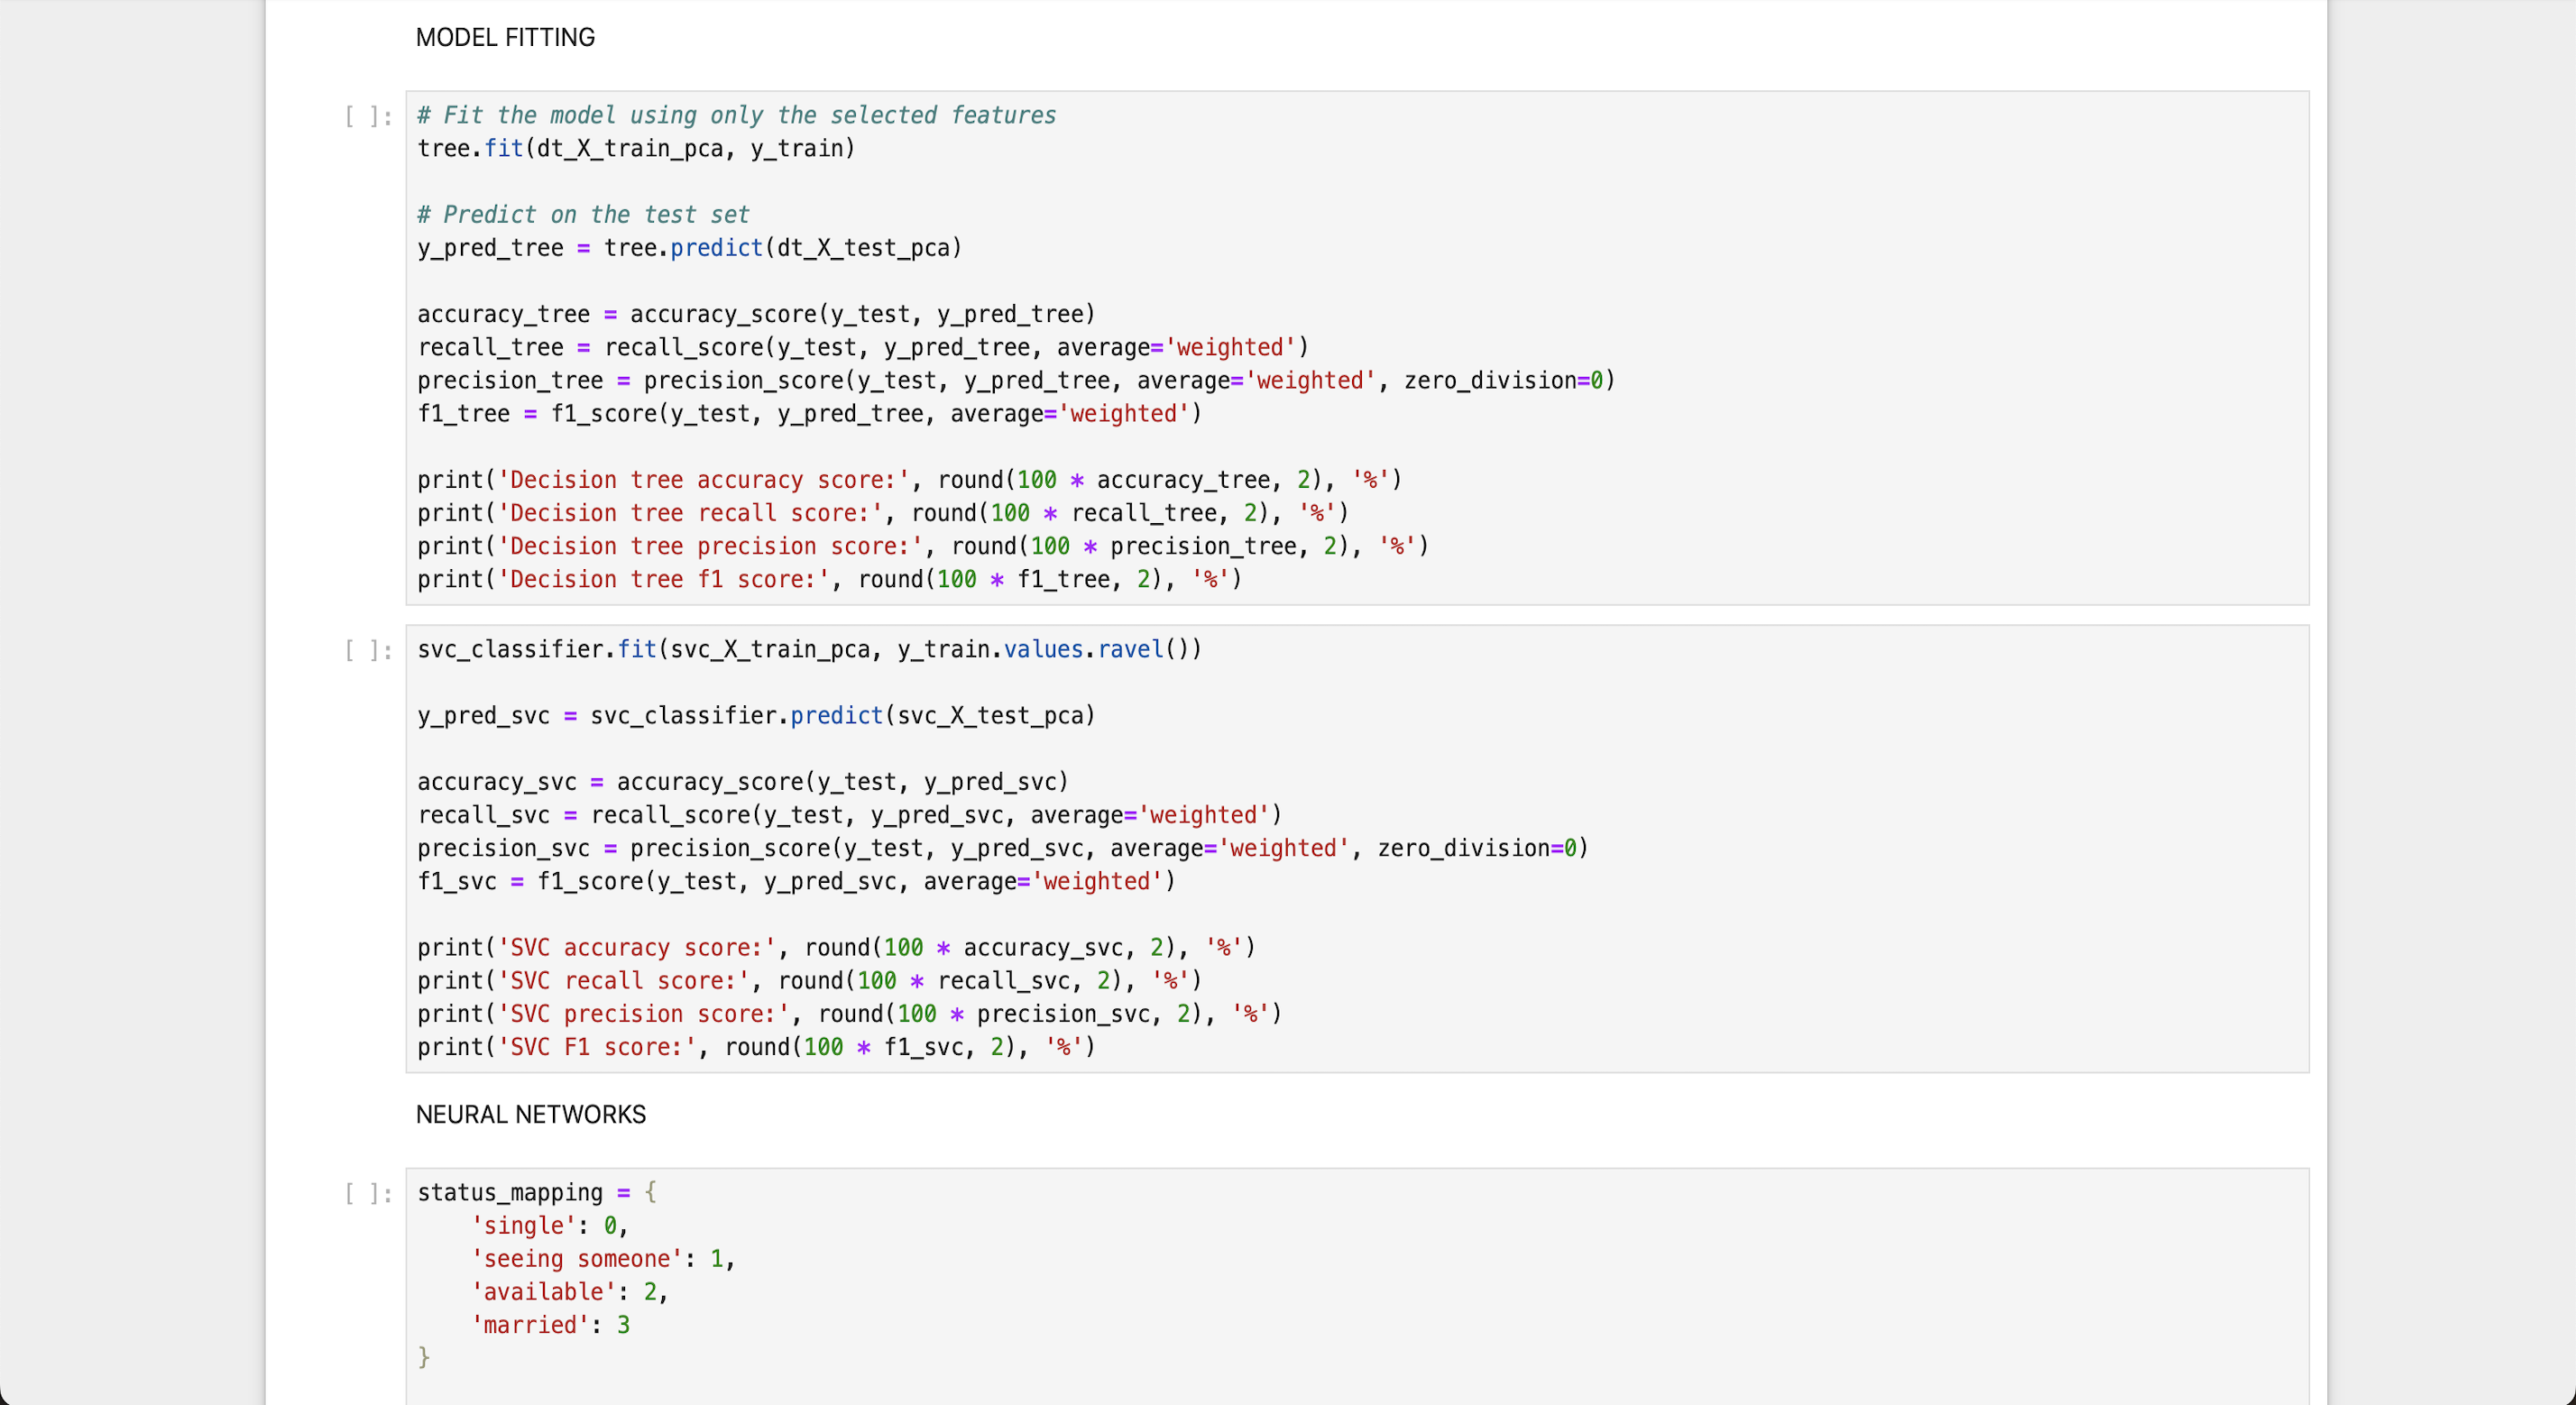 MODEL FITTING
[ ]:
# Fit the model using only the selected features
tree.fit(dt_X_train_pca, y_train)
# Predict on the test set
y_pred_tree = tree.predict(dt_X_test_pca)
accuracy_tree = accuracy_score(y_test, y_pred_tree)
recall_tree = recall_score(y_test, y_pred_tree, average='weighted')
precision_tree = precision_score(y_test, y_pred_tree, average='weighted', zero_division=0)
f1_tree = f1_score(y_test, y_pred_tree, average='weighted')
print('Decision tree accuracy score:', round(100 * accuracy_tree, 2), '%')
print('Decision tree recall score:', round(100 * recall_tree, 2), '%')
print('Decision tree precision score:', round(100 * precision_tree, 2), '%')
print('Decision tree f1 score:', round(100 * f1_tree, 2), '%')
[ ]:
svc_classifier.fit(svc_X_train_pca, y_train.values.ravel())
y_pred_svc = svc_classifier.predict(svc_X_test_pca)
accuracy_svc = accuracy_score(y_test, y_pred_svc)
recall_svc = recall_score(y_test, y_pred_svc, average='weighted')
precision_svc = precision_score(y_test, y_pred_svc, average='weighted', zero_division=0)
f1_svc = f1_score(y_test, y_pred_svc, average='weighted')
print('SVC accuracy score:', round(100 * accuracy_svc, 2), '%')
print('SVC recall score:', round(100 * recall_svc, 2), '%')
print('SVC precision score:', round(100 * precision_svc, 2), '%')
print('SVC F1 score:', round(100 * f1_svc, 2), '%')
NEURAL NETWORKS
[ ]:
status_mapping = {
    'single': 0,
    'seeing someone': 1,
    'available': 2,
    'married': 3
}